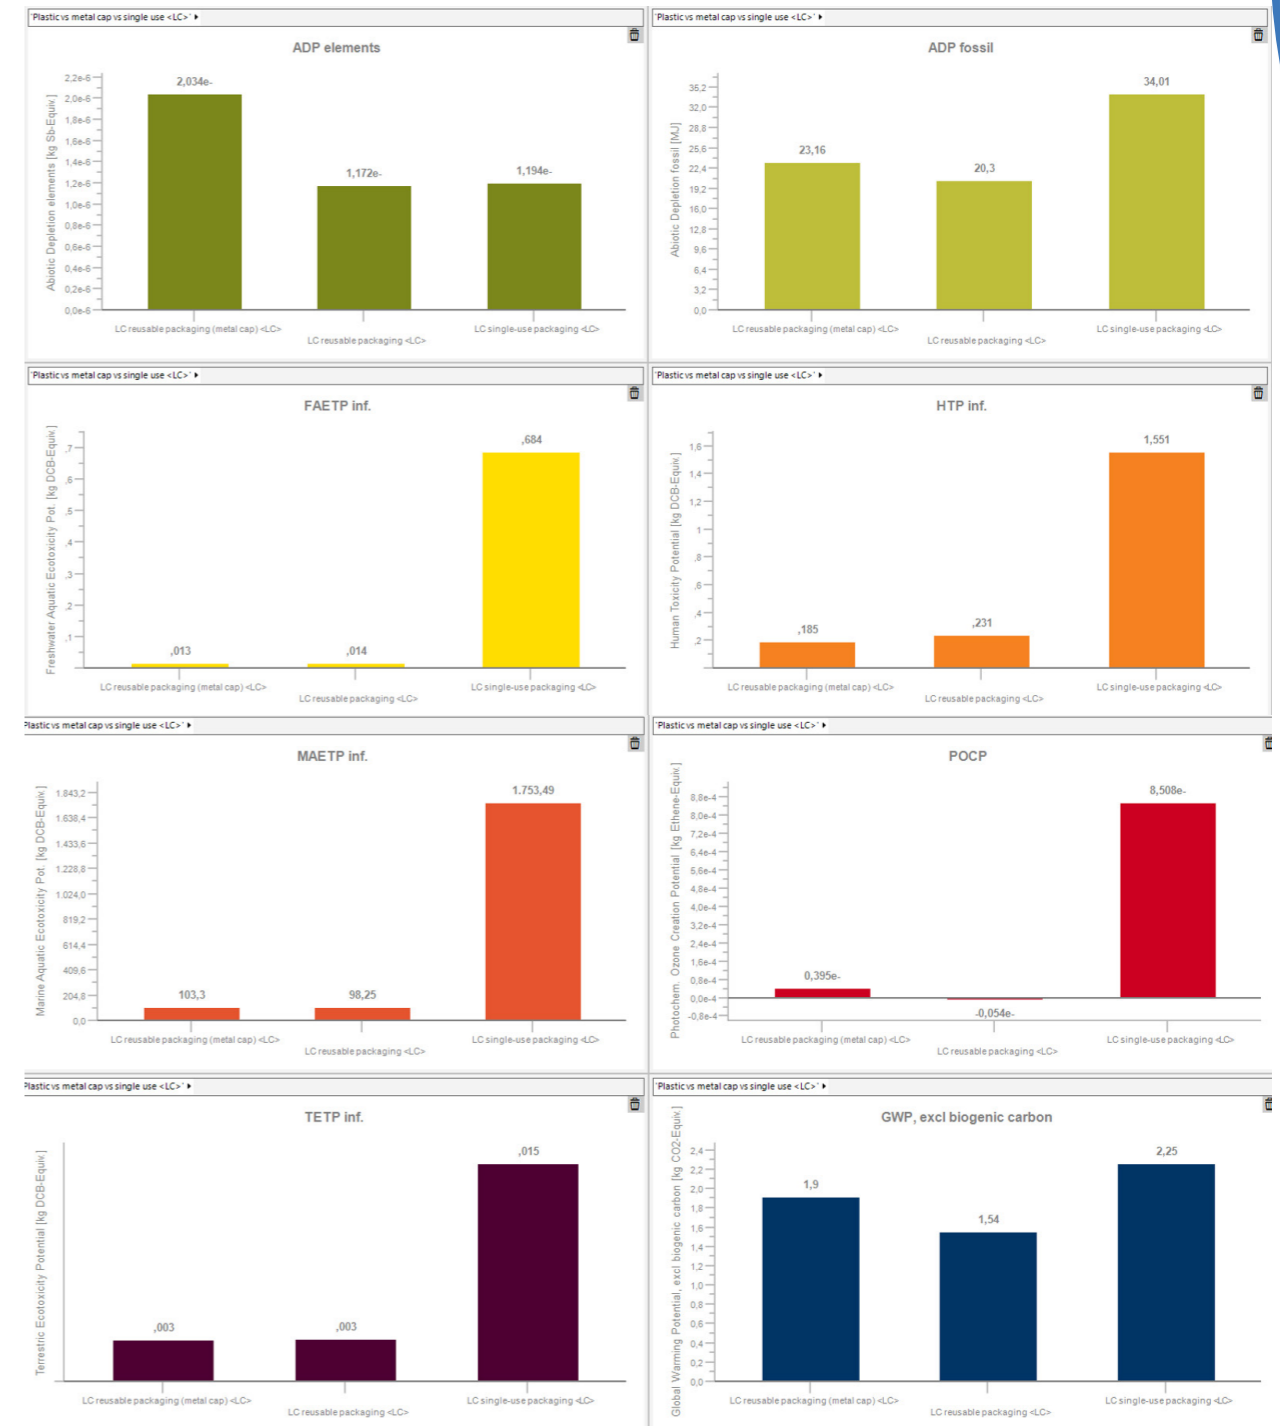 'Plastic vs metal cap vs single use <LC>'
ADP elements
Abiotic Depletion elements [kg Sb-Equiv.]
2,2e-6
2,0e-6
1,8e-6
1,6e-6
1,4e-6
1,2e-6
1,0e-6
0,8e-6
0,6e-6
0,4e-6
0,2e-6
0,0e-6
2,034e-
1,172e-
1,194e-
LC reusable packaging (metal cap) <LC>
LC reusable packaging <LC>
LC single-use packaging <LC>
'Plastic vs metal cap vs single use <LC>'
ADP fossil
Abiotic Depletion fossil [MJ]
35,2
32,0
28,8
25,6
22,4
19,2
16,0
12,8
9,6
6,4
3,2
0,0
23,16
20,3
34,01
LC reusable packaging (metal cap) <LC>
LC reusable packaging <LC>
LC single-use packaging <LC>
'Plastic vs metal cap vs single use <LC>'
FAETP inf.
Freshwater Aquatic Ecotoxicity Pot. [kg DCB-Equiv.]
,7
,6
,5
,4
,3
,2
,1
,013
,014
,684
LC reusable packaging (metal cap) <LC>
LC reusable packaging <LC>
LC single-use packaging <LC>
'Plastic vs metal cap vs single use <LC>'
HTP inf.
Human Toxicity Potential [kg DCB-Equiv.]
1,6
1,4
1,2
1
,8
,6
,4
,2
,185
,231
1,551
LC reusable packaging (metal cap) <LC>
LC reusable packaging <LC>
LC single-use packaging <LC>
Plastic vs metal cap vs single use <LC>'
MAETP inf.
Marine Aquatic Ecotoxicity Pot. [kg DCB-Equiv.]
1.843,2
1.638,4
1.433,6
1.228,8
1.024,0
819,2
614,4
409,6
204,8
0,0
103,3
98,25
1.753,49
LC reusable packaging (metal cap) <LC>
LC reusable packaging <LC>
LC single-use packaging <LC>
'Plastic vs metal cap vs single use <LC>'
POCP
Photochem. Ozone Creation Potential [kg Ethene-Equiv.]
8,8e-4
8,0e-4
7,2e-4
6,4e-4
5,6e-4
4,8e-4
4,0e-4
3,2e-4
2,4e-4
1,6e-4
0,8e-4
0,0e-4
-0,8e-4
0,395e-
-0,054e-
8,508e-
LC reusable packaging (metal cap) <LC>
LC reusable packaging <LC>
LC single-use packaging <LC>
Plastic vs metal cap vs single use <LC>'
TETP inf.
Terrestric Ecotoxicity Potential [kg DCB-Equiv.]
,003
,003
,015
LC reusable packaging (metal cap) <LC>
LC reusable packaging <LC>
LC single-use packaging <LC>
'Plastic vs metal cap vs single use <LC>'
GWP, excl biogenic carbon
Global Warming Potential, excl biogenic carbon [kg CO2-Equiv.]
2,4
2,2
2,0
1,8
1,6
1,4
1,2
1,0
0,8
0,6
0,4
0,2
0,0
1,9
1,54
2,25
LC reusable packaging (metal cap) <LC>
LC reusable packaging <LC>
LC single-use packaging <LC>